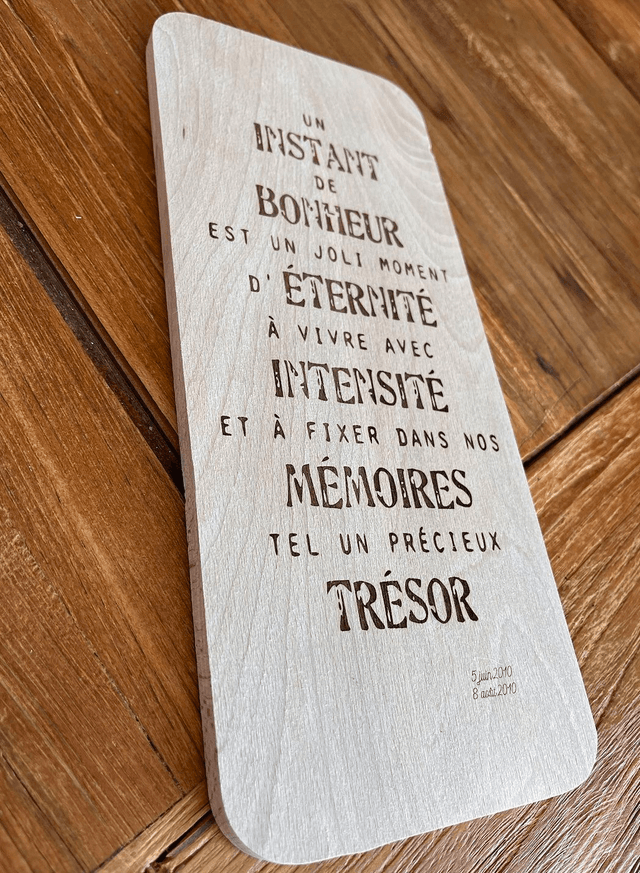 UN
INSTANT
DE
BONHEUR
EST UN JOLI MOMENT
D'ÉTERNITÉ
À VIVRE AVEC
INTENSITÉ
ET À FIXER DANS NOS
MÉMOIRES
TEL UN PRÉCIEUX
TRÉSOR
5 juin 2010
8 août 2010